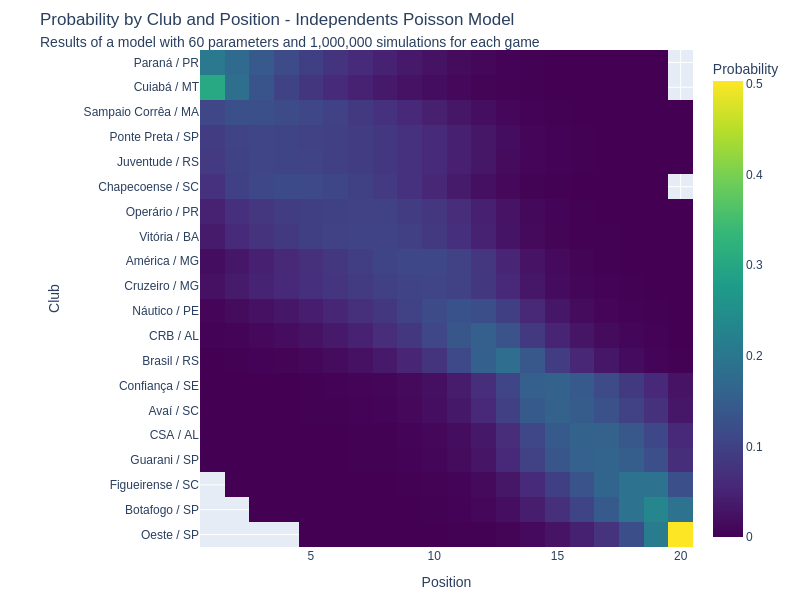 Probability by Club and Position - Independents Poisson Model
Results of a model with 60 parameters and 1,000,000 simulations for each game
Probability
Paraná / PR
Cuiabá / MT
Sampaio Corrêa / MA
Ponte Preta / SP
Juventude / RS
Chapecoense / SC
Operário / PR
Vitória / BA
América / MG
Cruzeiro / MG
Náutico / PE
CRB / AL
Brasil / RS
Confiança / SE
Avaí / SC
CSA / AL
Guarani / SP
Figueirense / SC
Botafogo / SP
Oeste / SP
Club
5
10
15
20
Position
0.5
0.4
0.3
0.2
0.1
0